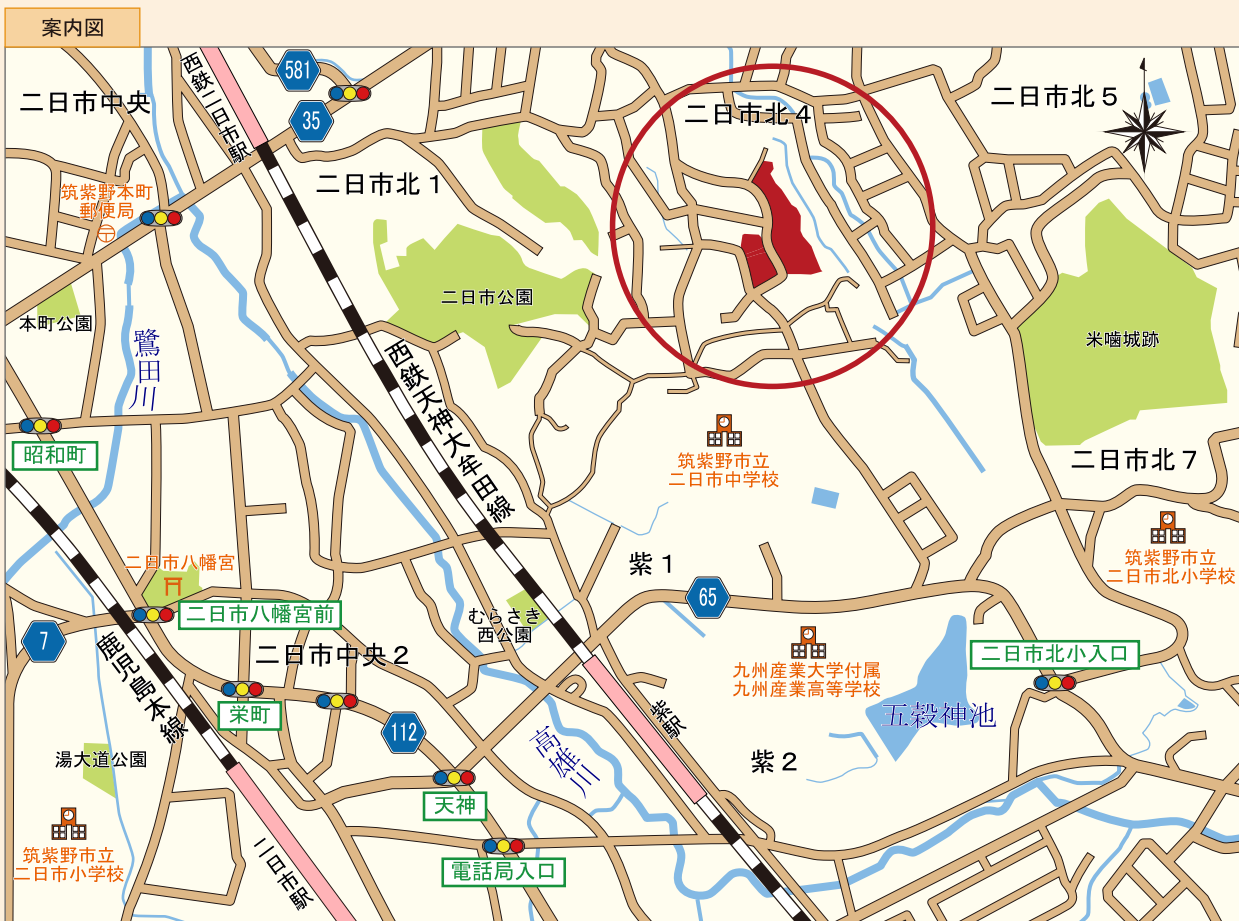 案内図
西鉄二日市駅
581
35
二日市中央
二日市北4
二日市北5
二日市北1
筑紫野本町
郵便局
二日市公園
本町公園
鷺田川
米噛城跡
西鉄天神大牟田線
昭和町
筑紫野市立
二日市中学校
二日市北7
筑紫野市立
二日市北小学校
二日市八幡宮
二日市八幡宮前
紫1
65
むらさき
西公園
7
鹿児島本線
二日市中央2
九州産業大学付属
九州産業高等学校
二日市北小入口
栄町
112
紫駅
五穀神池
高雄川
湯大道公園
紫2
天神
筑紫野市立
二日市小学校
二日市駅
電話局入口